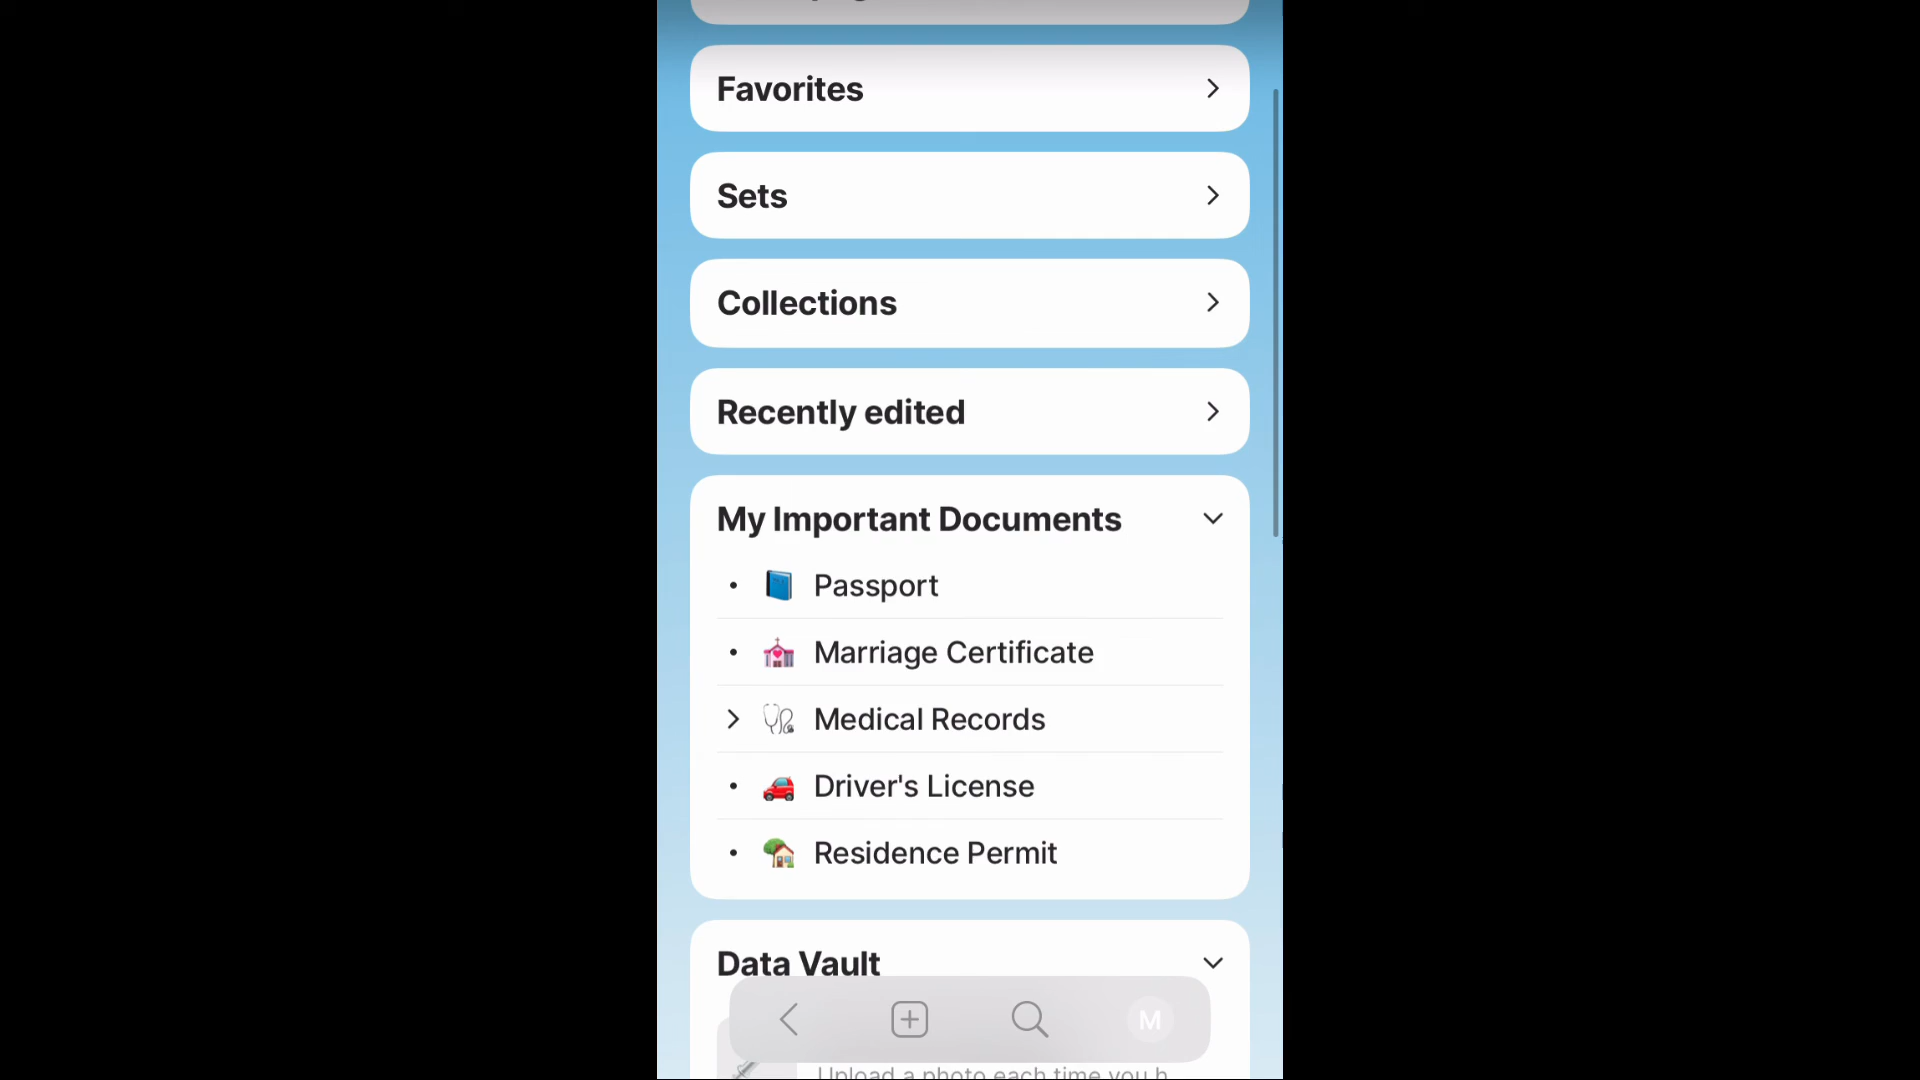 Favorites
Sets
Collections
Recently edited
My Important Documents
Passport
Marriage Certificate
Medical Records
Driver's License
Residence Permit
Data Vault
M
Upload a photo each time you h